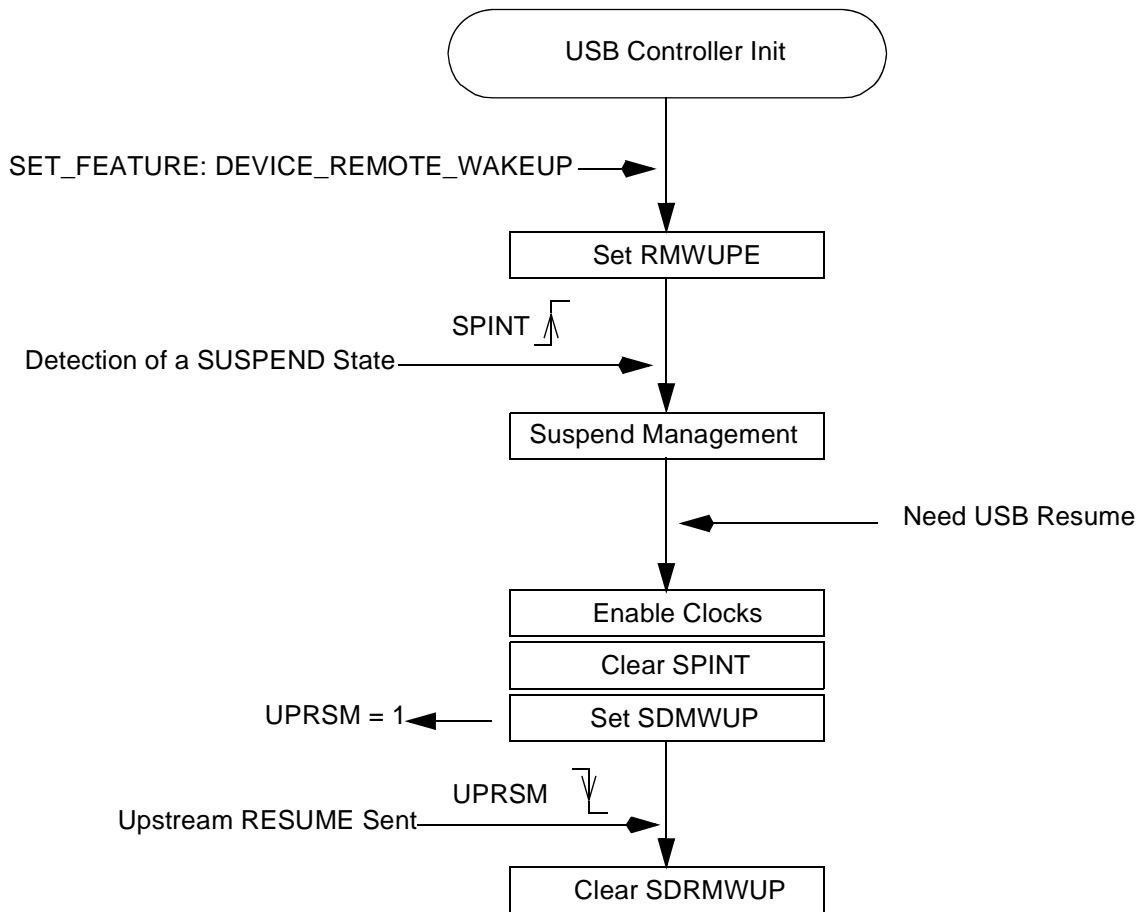 USB Controller Init
SET_FEATURE: DEVICE_REMOTE_WAKEUP
Set RMWUPE
SPINT
Detection of a SUSPEND State
Suspend Management
Need USB Resume
Enable Clocks
Clear SPINT
UPRSM = 1
Set SDMWUP
UPRSM
Upstream RESUME Sent
Clear SDRMWUP